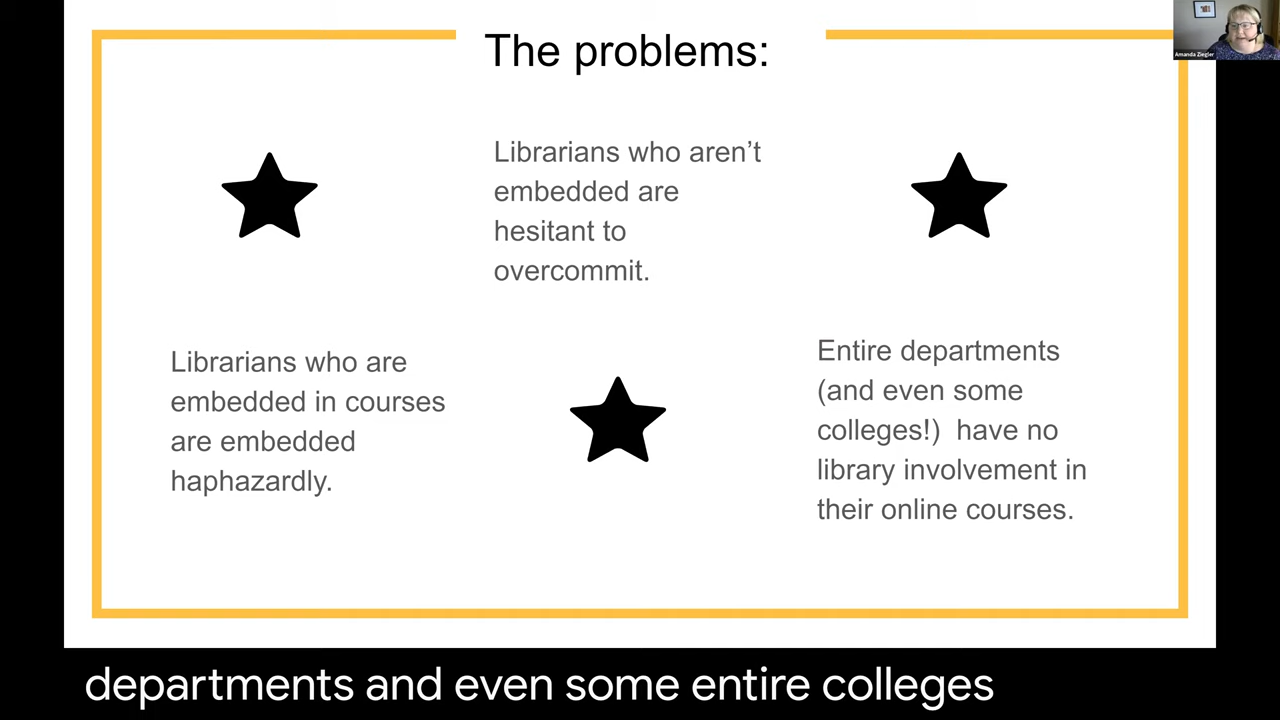 The problems:
Amanda Ziegler
Librarians who aren’t
embedded are
hesitant to
overcommit.
Librarians who are
embedded in courses
are embedded
haphazardly.
Entire departments
(and even some
colleges!)  have no
library involvement in
their online courses.
departments and even some entire colleges